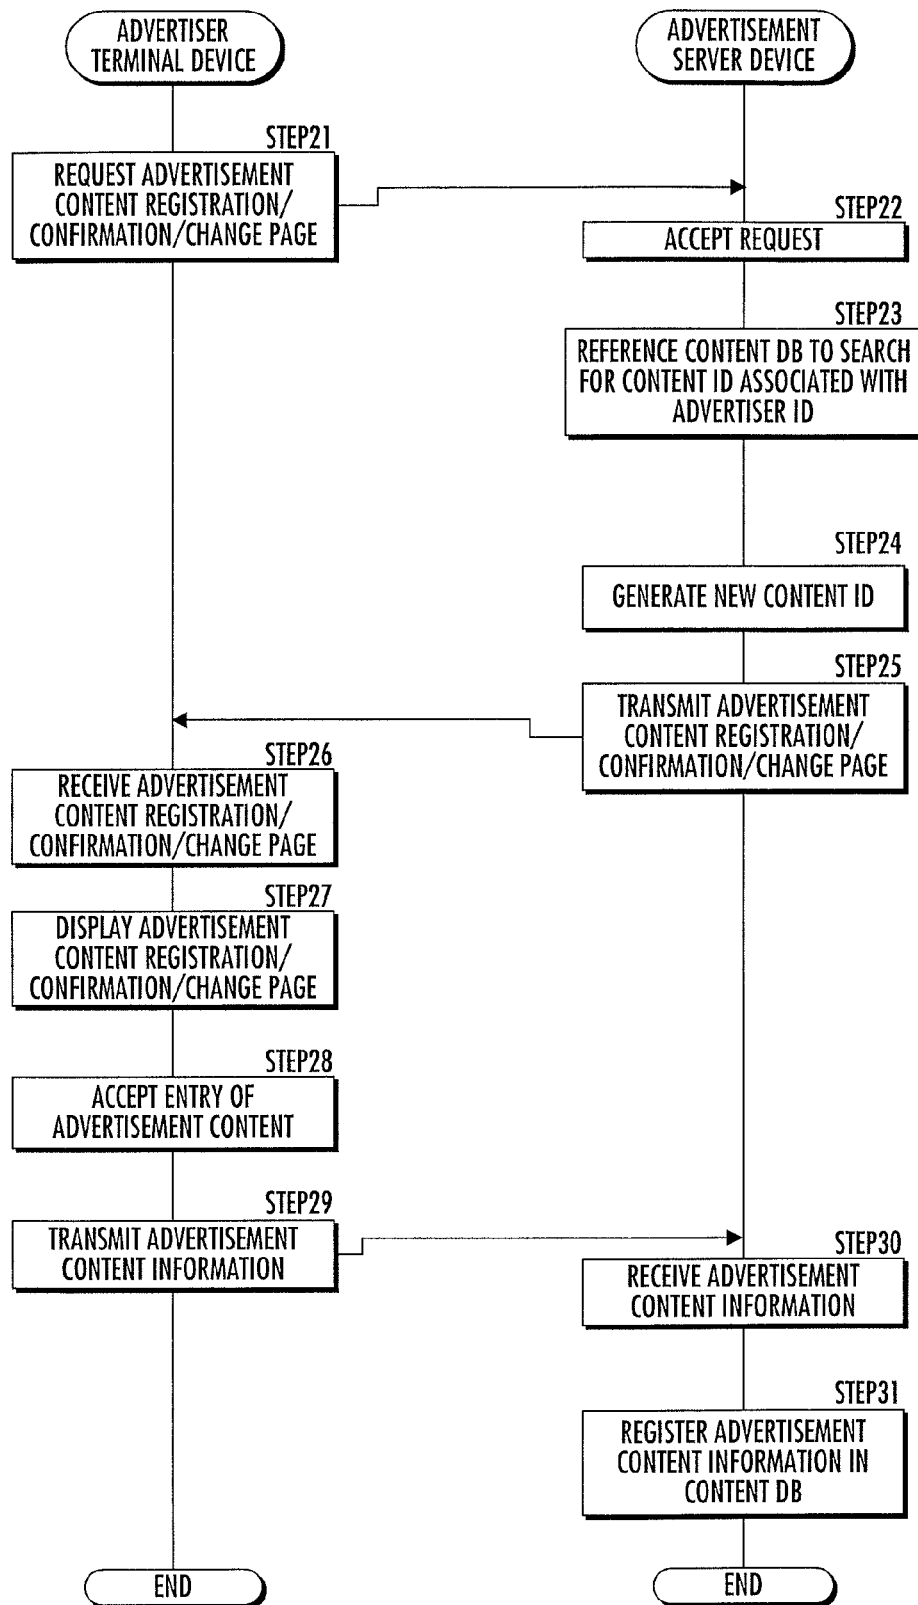 ADVERTISER
TERMINAL DEVICE
ADVERTISEMENT
SERVER DEVICE
STEP21
REQUEST ADVERTISEMENT
CONTENT REGISTRATION/
CONFIRMATION/CHANGE PAGE
STEP22
ACCEPT REQUEST
STEP23
REFERENCE CONTENT DB TO SEARCH
FOR CONTENT ID ASSOCIATED WITH
ADVERTISER ID
STEP24
GENERATE NEW CONTENT ID
STEP25
TRANSMIT ADVERTISEMENT
CONTENT REGISTRATION/
CONFIRMATION/CHANGE PAGE
STEP26
RECEIVE ADVERTISEMENT
CONTENT REGISTRATION/
CONFIRMATION/CHANGE PAGE
STEP27
DISPLAY ADVERTISEMENT
CONTENT REGISTRATION/
CONFIRMATION/CHANGE PAGE
STEP28
ACCEPT ENTRY OF
ADVERTISEMENT CONTENT
STEP29
TRANSMIT ADVERTISEMENT
CONTENT INFORMATION
STEP30
RECEIVE ADVERTISEMENT
CONTENT INFORMATION
STEP31
REGISTER ADVERTISEMENT
CONTENT INFORMATION IN
CONTENT DB
END
END